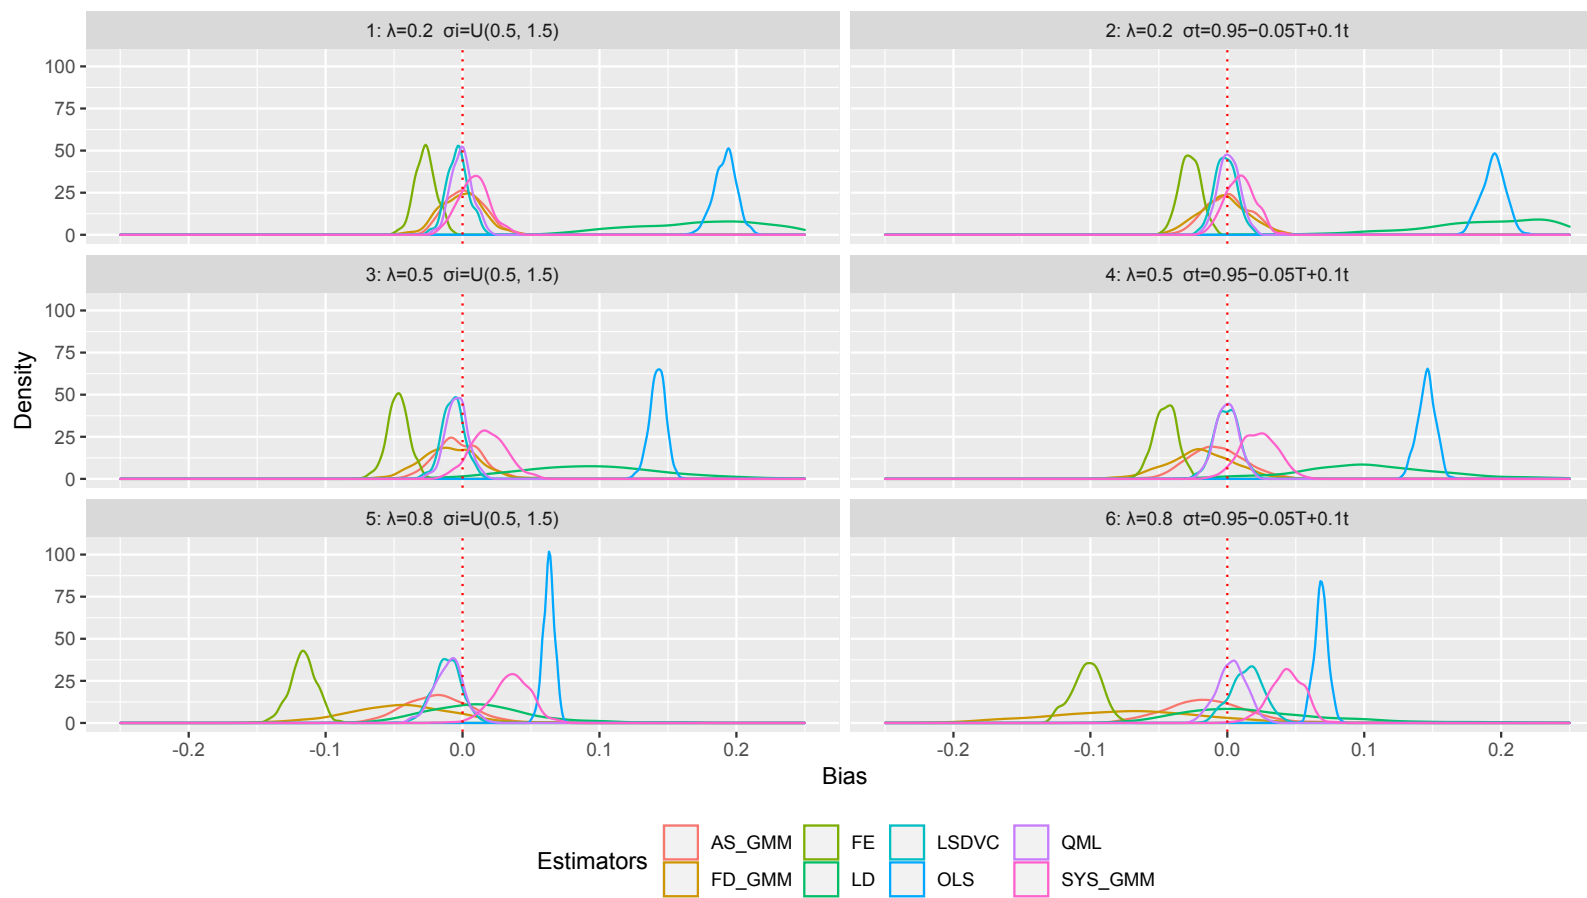 1: λ=0.2 σi=U(0.5, 1.5)
2: λ=0.2 σt=0.95−0.05T+0.1t
100
75
50
25
0
3: λ=0.5 σi=U(0.5, 1.5)
4: λ=0.5 σt=0.95−0.05T+0.1t
100
75
50
25
0
Density
5: λ=0.8 σi=U(0.5, 1.5)
6: λ=0.8 σt=0.95−0.05T+0.1t
100
75
50
25
0
-0.2 -0.1 0.0 0.1 0.2
-0.2 -0.1 0.0 0.1 0.2
Bias
Estimators
AS_GMM FE LSDVC QML
FD_GMM LD OLS SYS_GMM